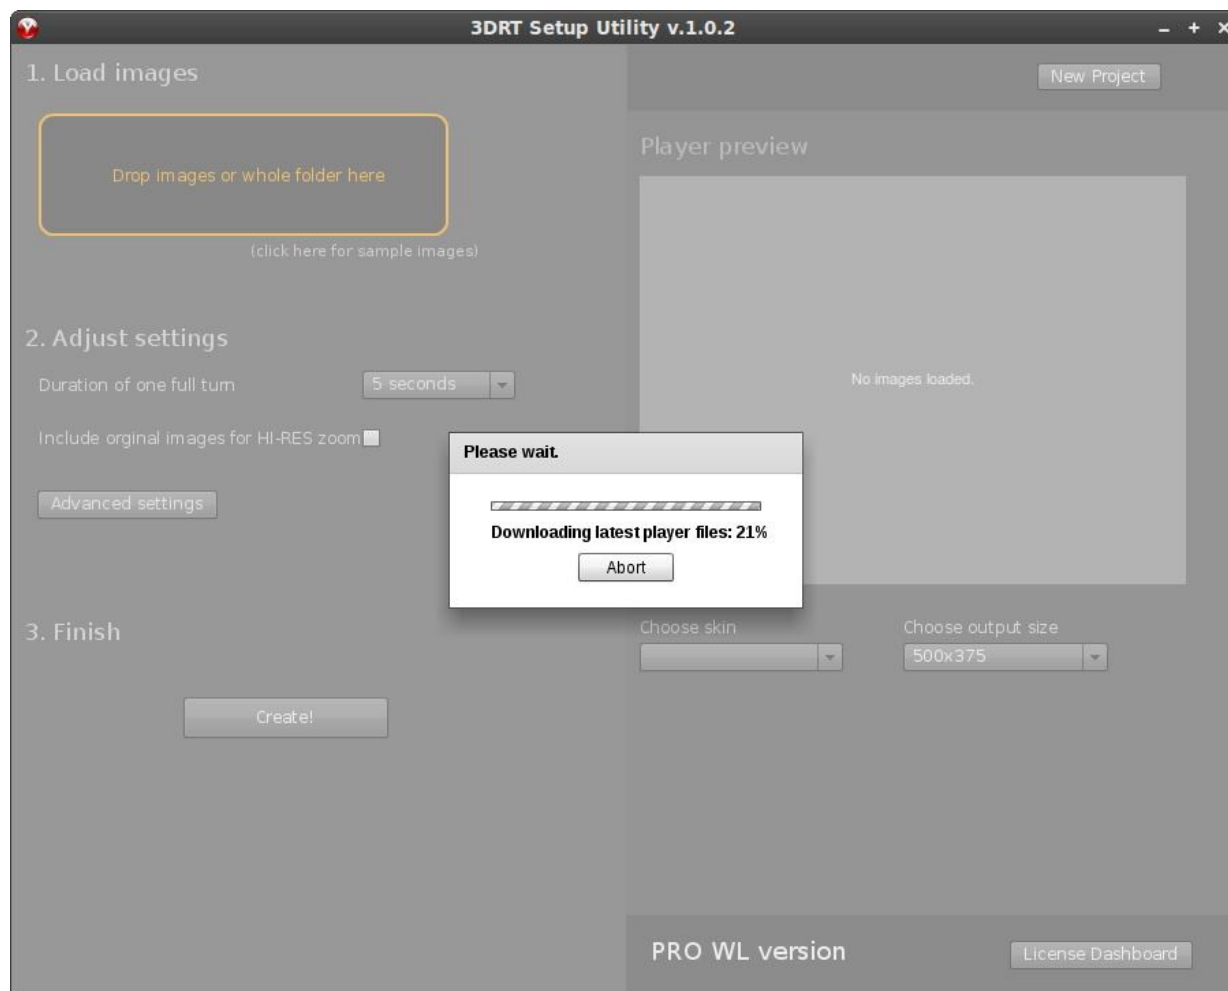 3DRT Setup Utility v.1.0.2
1. Load images
New Project
Drop images or whole folder here
(click here for sample images)
Player preview
No images loaded.
2. Adjust settings
Duration of one full turn
5 seconds
Include orginal images for HI-RES zoom
Advanced settings
Please wait.
Downloading latest player files: 21%
Abort
3. Finish
Create!
Choose skin
Choose output size
500x375
PRO WL version
License Dashboard